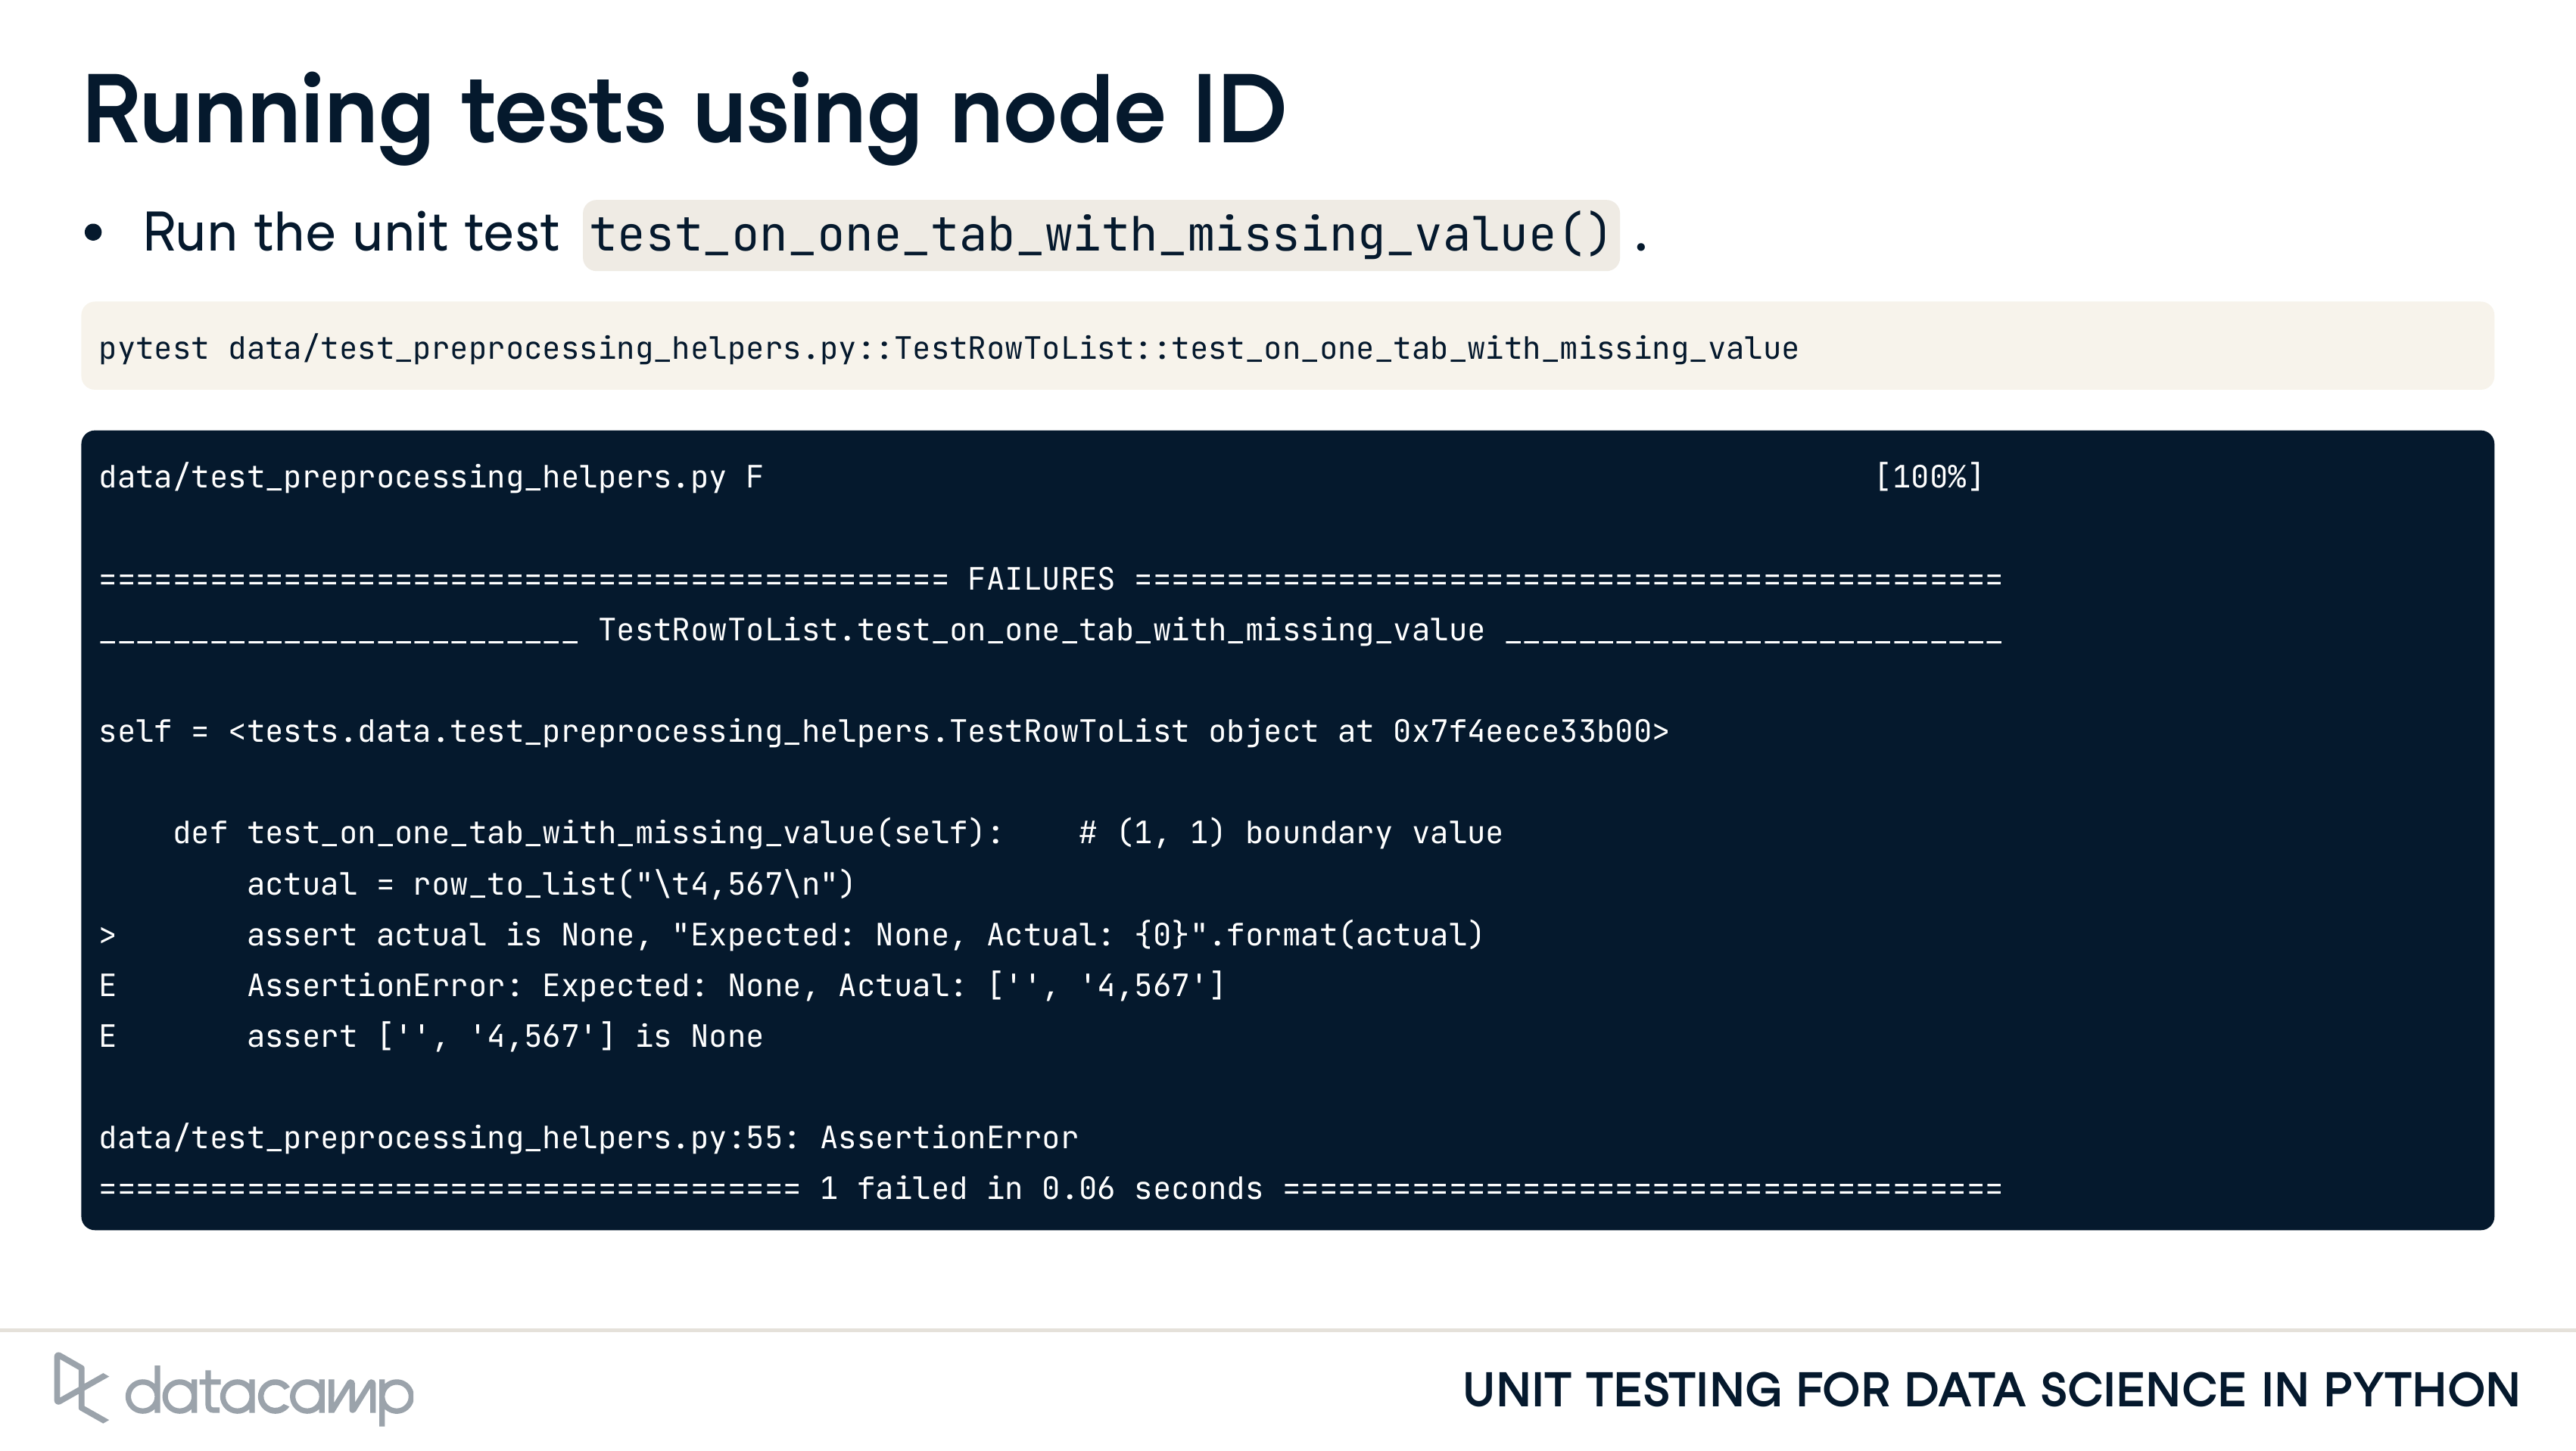 Running tests using node ID
• Run the unit test test_on_one_tab_with_missing_value() .
pytest data/test_preprocessing_helpers.py::TestRowToList::test_on_one_tab_with_missing_value
data/test_preprocessing_helpers.py F                                                            [100%]
============================================== FAILURES ===============================================
__________________________ TestRowToList.test_on_one_tab_with_missing_value ___________________________
self = <tests.data.test_preprocessing_helpers.TestRowToList object at 0x7f4eece33b00>
    def test_on_one_tab_with_missing_value(self):    # (1, 1) boundary value
        actual = row_to_list("\t4,567\n")
>       assert actual is None, "Expected: None, Actual: {0}".format(actual)
E       AssertionError: Expected: None, Actual: ['', '4,567']
E       assert ['', '4,567'] is None
data/test_preprocessing_helpers.py:55: AssertionError
====================================== 1 failed in 0.06 seconds =======================================
datacamp
UNIT TESTING FOR DATA SCIENCE IN PYTHON